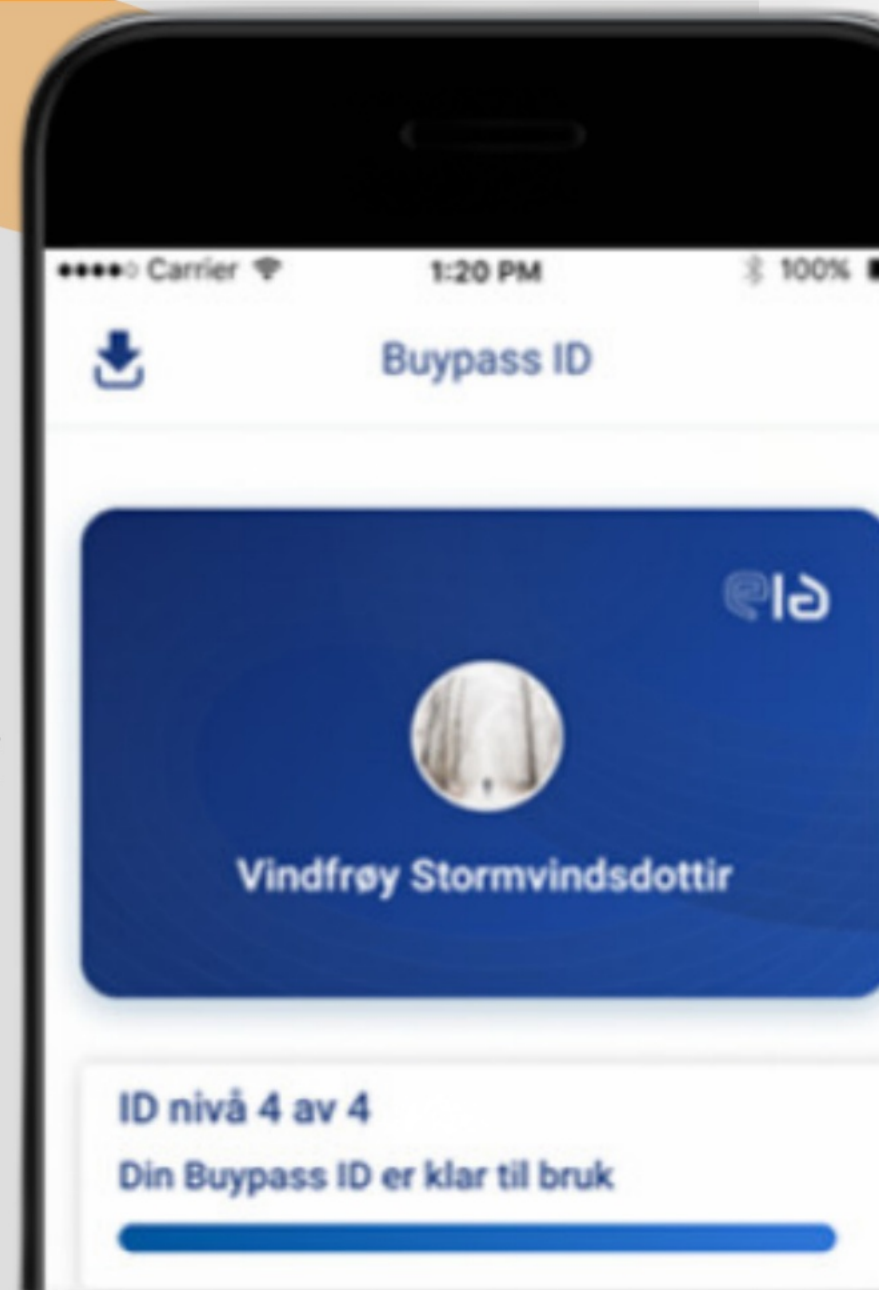 Carrier 1:20 PM 100%
Buypass ID
Vindfrøy Stormvindsdottir
ID nivå 4 av 4
Din Buypass ID er klar til bruk